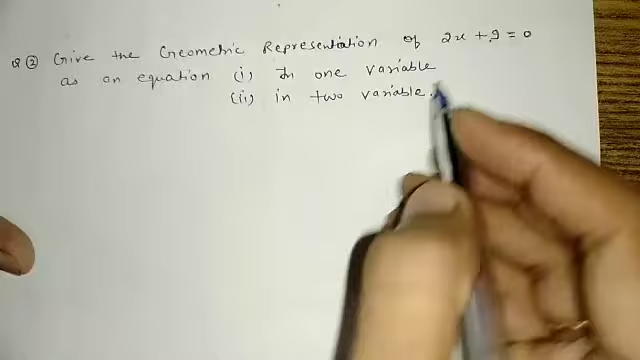 Q② Give the Geometric Representation of 2x + 9 = 0
as an equation (i) In one variable
(ii) in two variable.